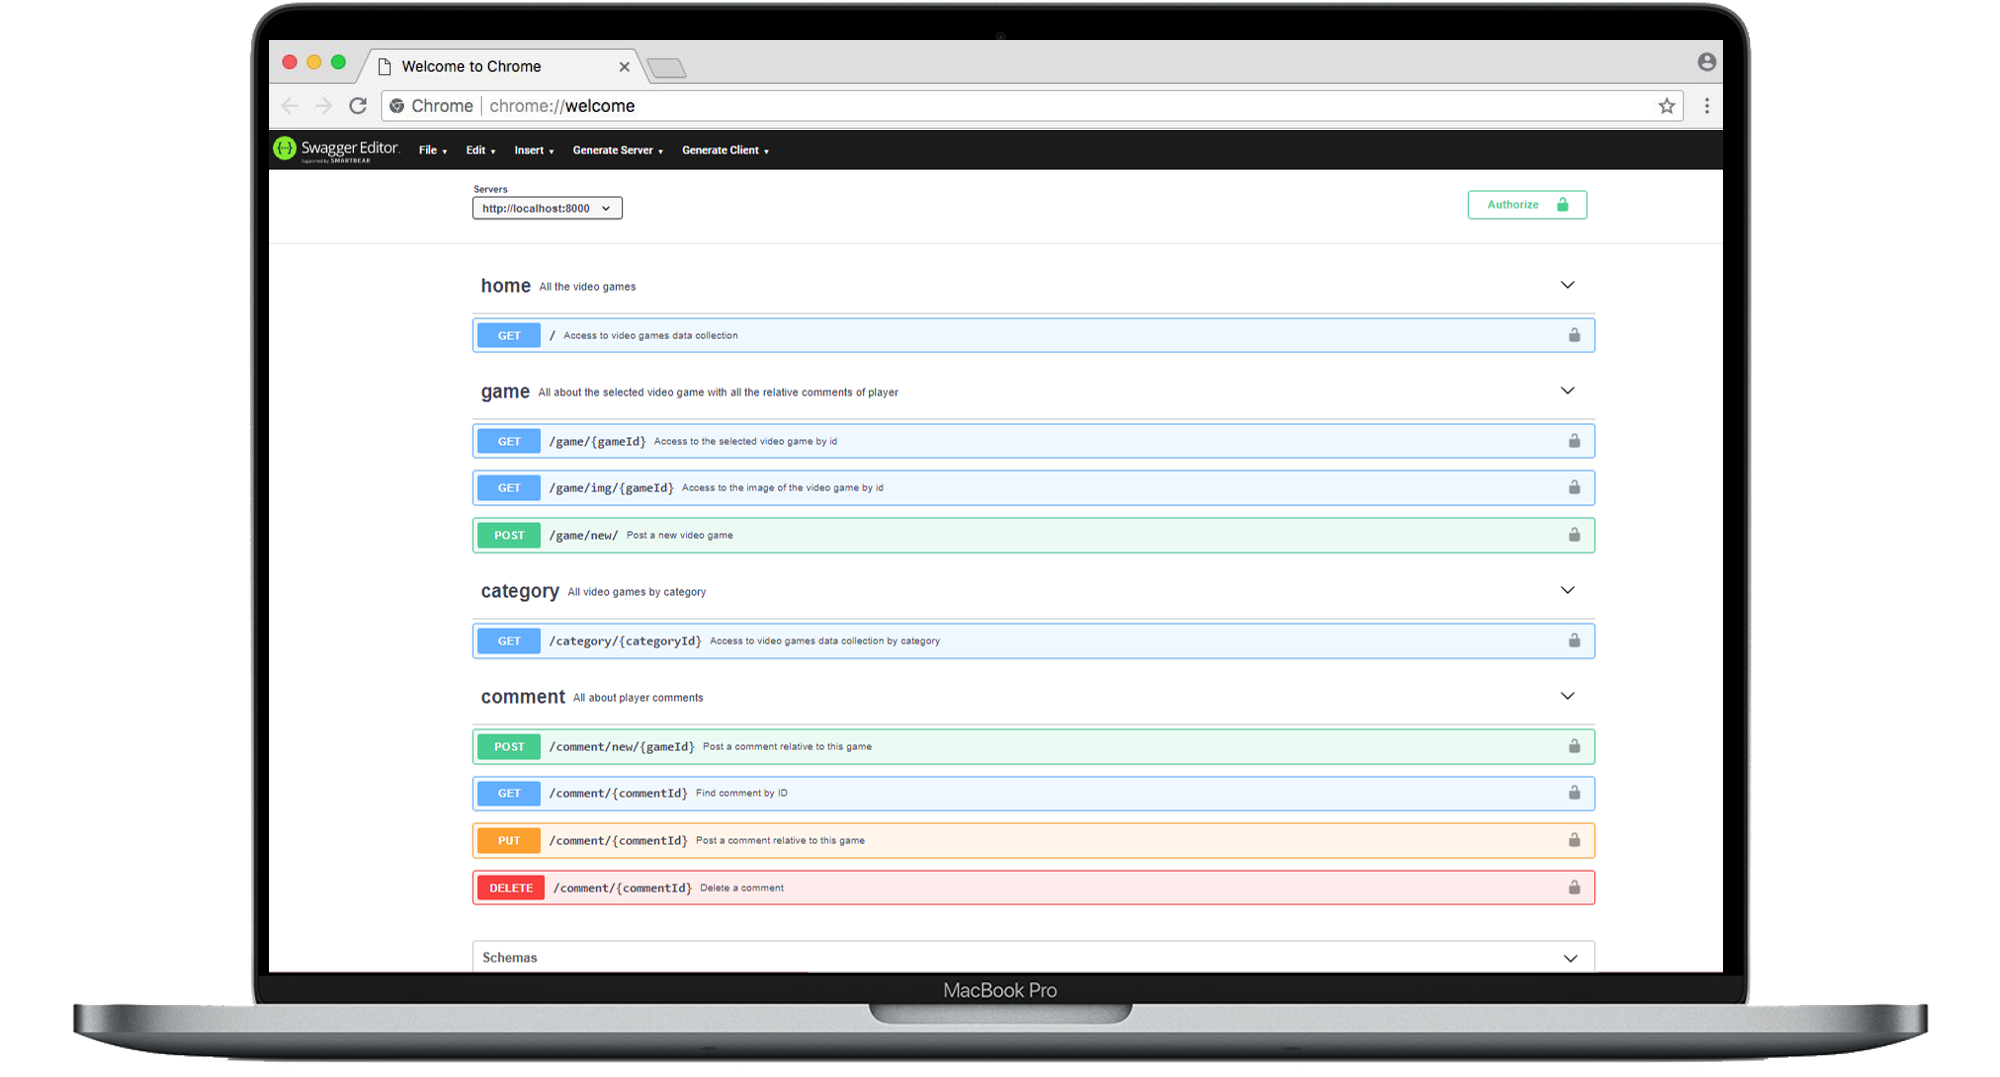 Welcome to Chrome
Chrome chrome://welcome
Swagger Editor.
Supported by SMARTBEAR
File Edit Insert Generate Server Generate Client
Servers
http://localhost:8000
Authorize
home All the video games
GET / Access to video games data collection
game All about the selected video game with all the relative comments of player
GET /game/{gameId} Access to the selected video game by id
GET /game/img/{gameId} Access to the image of the video game by id
POST /game/new/ Post a new video game
category All video games by category
GET /category/{categoryId} Access to video games data collection by category
comment All about player comments
POST /comment/new/{gameId} Post a comment relative to this game
GET /comment/{commentId} Find comment by ID
PUT /comment/{commentId} Post a comment relative to this game
DELETE /comment/{commentId} Delete a comment
Schemas
MacBook Pro